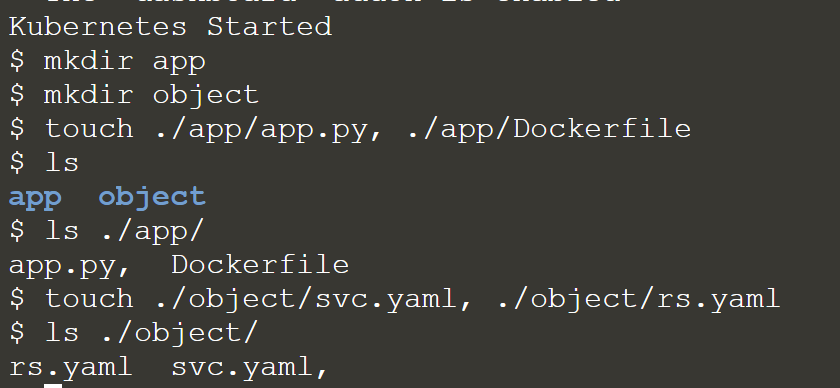 Kubernetes Started
$ mkdir app
$ mkdir object
$ touch ./app/app.py, ./app/Dockerfile
$ ls
app  object
$ ls ./app/
app.py,  Dockerfile
$ touch ./object/svc.yaml, ./object/rs.yaml
$ ls ./object/
rs.yaml  svc.yaml,